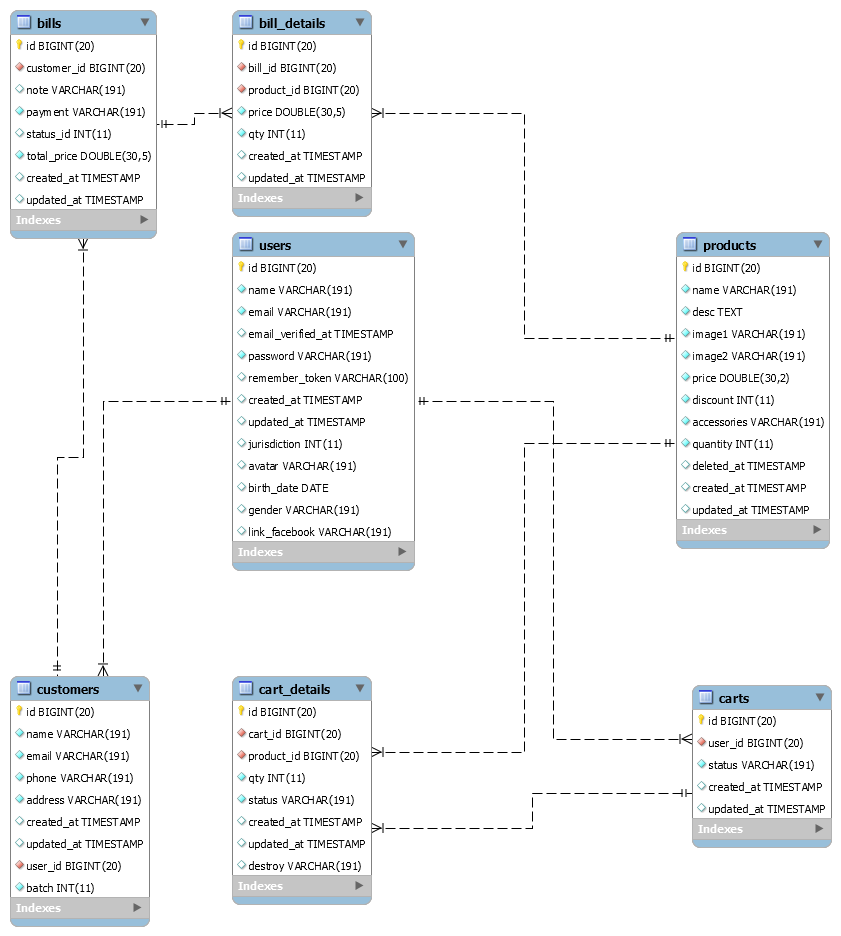 bills
id BIGINT(20)
customer_id BIGINT(20)
note VARCHAR(191)
payment VARCHAR(191)
status_id INT(11)
total_price DOUBLE(30,5)
created_at TIMESTAMP
updated_at TIMESTAMP
Indexes
bill_details
id BIGINT(20)
bill_id BIGINT(20)
product_id BIGINT(20)
price DOUBLE(30,5)
qty INT(11)
created_at TIMESTAMP
updated_at TIMESTAMP
Indexes
users
id BIGINT(20)
name VARCHAR(191)
email VARCHAR(191)
email_verified_at TIMESTAMP
password VARCHAR(191)
remember_token VARCHAR(100)
created_at TIMESTAMP
updated_at TIMESTAMP
jurisdiction INT(11)
avatar VARCHAR(191)
birth_date DATE
gender VARCHAR(191)
link_facebook VARCHAR(191)
Indexes
products
id BIGINT(20)
name VARCHAR(191)
desc TEXT
image1 VARCHAR(191)
image2 VARCHAR(191)
price DOUBLE(30,2)
discount INT(11)
accessories VARCHAR(191)
quantity INT(11)
deleted_at TIMESTAMP
created_at TIMESTAMP
updated_at TIMESTAMP
Indexes
customers
id BIGINT(20)
name VARCHAR(191)
email VARCHAR(191)
phone VARCHAR(191)
address VARCHAR(191)
created_at TIMESTAMP
updated_at TIMESTAMP
user_id BIGINT(20)
batch INT(11)
Indexes
cart_details
id BIGINT(20)
cart_id BIGINT(20)
product_id BIGINT(20)
qty INT(11)
status VARCHAR(191)
created_at TIMESTAMP
updated_at TIMESTAMP
destroy VARCHAR(191)
Indexes
carts
id BIGINT(20)
user_id BIGINT(20)
status VARCHAR(191)
created_at TIMESTAMP
updated_at TIMESTAMP
Indexes